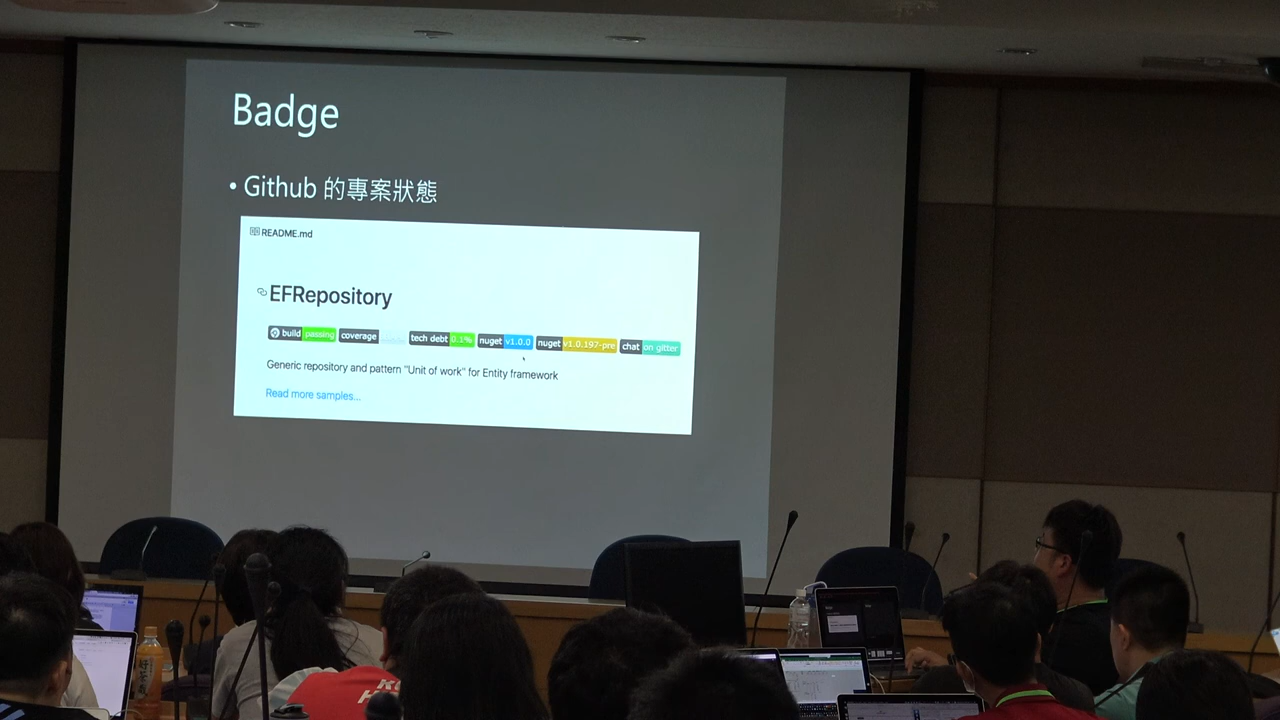 Badge
• Github 的專案狀態
README.md
EFRepository
build passing coverage tech debt 0.1% nuget v1.0.0 nuget v1.0.197-pre chat on gitter
Generic repository and pattern "Unit of work" for Entity framework
Read more samples...